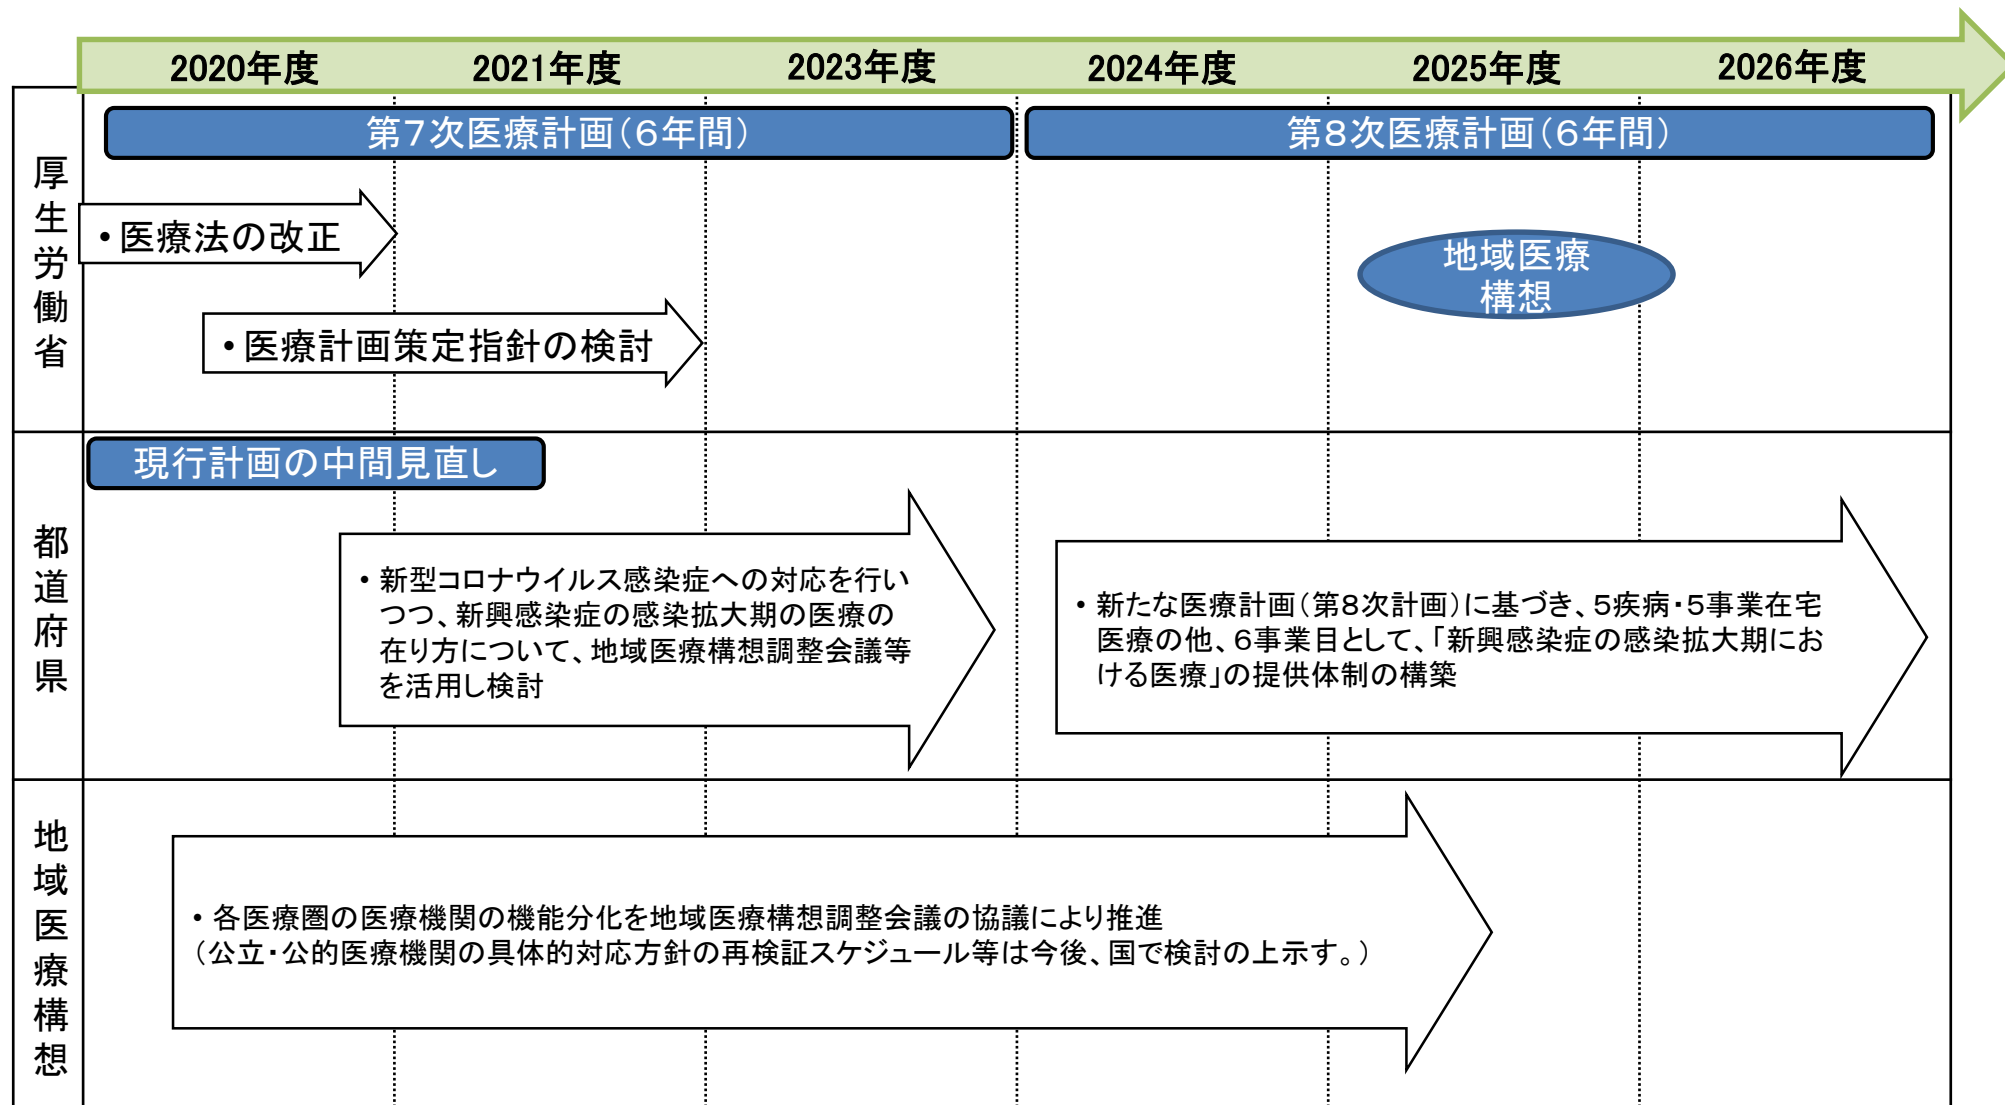 2020年度 2021年度 2023年度 2024年度 2025年度 2026年度
厚生労働省
第7次医療計画(6年間)
第8次医療計画(6年間)
・医療法の改正
地域医療
構想
・医療計画策定指針の検討
都道府県
現行計画の中間見直し
・新型コロナウイルス感染症への対応を行い
つつ、新興感染症の感染拡大期の医療の
在り方について、地域医療構想調整会議等
を活用し検討
・新たな医療計画(第8次計画)に基づき、5疾病・5事業在宅
医療の他、6事業目として、「新興感染症の感染拡大期にお
ける医療」の提供体制の構築
地域医療構想
・各医療圏の医療機関の機能分化を地域医療構想調整会議の協議により推進
(公立・公的医療機関の具体的対応方針の再検証スケジュール等は今後、国で検討の上示す。)